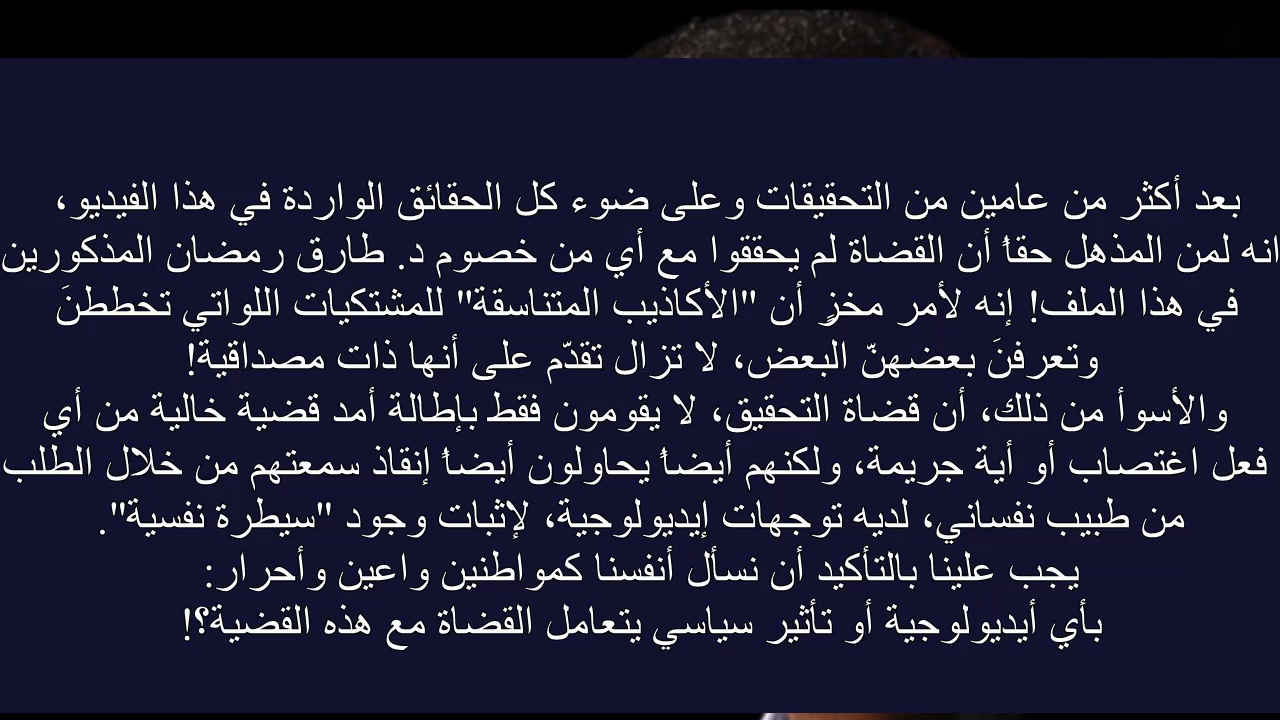 بعد أكثر من عامين من التحقيقات وعلى ضوء كل الحقائق الواردة في هذا الفيديو،
انه لمن المذهل حقاً أن القضاة لم يحققوا مع أي من خصوم د. طارق رمضان المذكورين
في هذا الملف! إنه لأمر مخزٍ أن "الأكاذيب المتناسقة" للمشتكيات اللواتي تخططنَ
وتعرفنَ بعضهنّ البعض، لا تزال تقدّم على أنها ذات مصداقية!
والأسوأ من ذلك، أن قضاة التحقيق، لا يقومون فقط بإطالة أمد قضية خالية من أي
فعل اغتصاب أو أية جريمة، ولكنهم أيضاً يحاولون أيضاً إنقاذ سمعتهم من خلال الطلب
من طبيب نفساني، لديه توجهات إيديولوجية، لإثبات وجود "سيطرة نفسية".
يجب علينا بالتأكيد أن نسأل أنفسنا كمواطنين واعين وأحرار:
بأي أيديولوجية أو تأثير سياسي يتعامل القضاة مع هذه القضية؟!